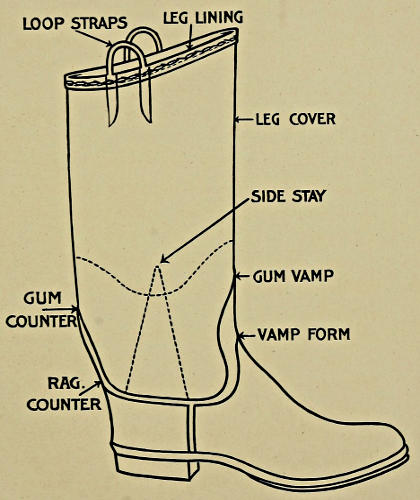 LOOP STRAPS
LEG LINING
LEG COVER
SIDE STAY
GUM VAMP
GUM
COUNTER
VAMP FORM
RAG.
COUNTER